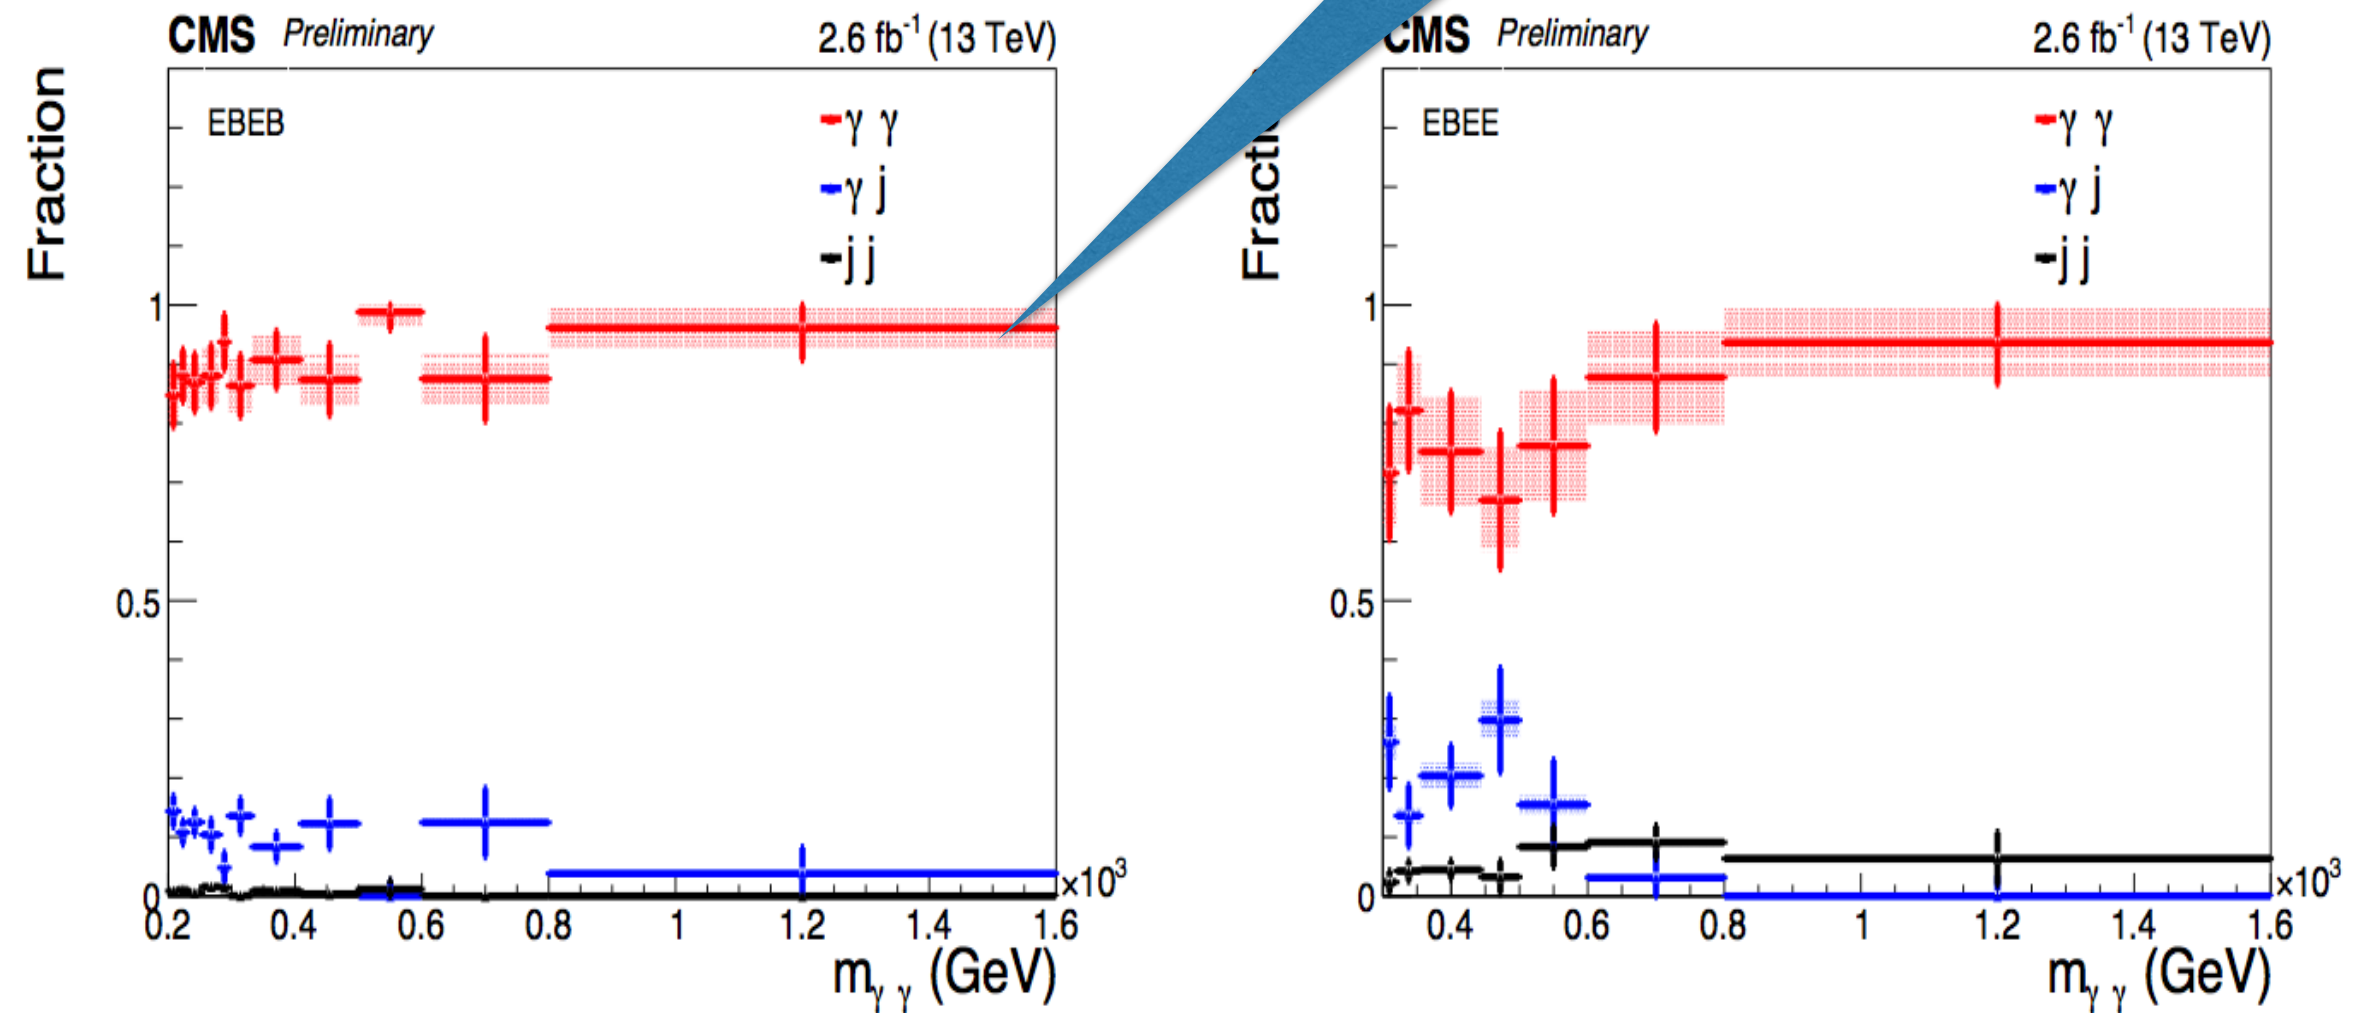 CMS Preliminary 2.6 fb⁻¹ (13 TeV)
Fraction
EBEB
γ γ
γ j
j j
1
0.5
0
×10³
0.2 0.4 0.6 0.8 1 1.2 1.4 1.6
m_γ γ (GeV)
CMS Preliminary 2.6 fb⁻¹ (13 TeV)
EBEE
γ γ
γ j
j j
1
0.5
0
×10³
0.4 0.6 0.8 1 1.2 1.4 1.6
m_γ γ (GeV)